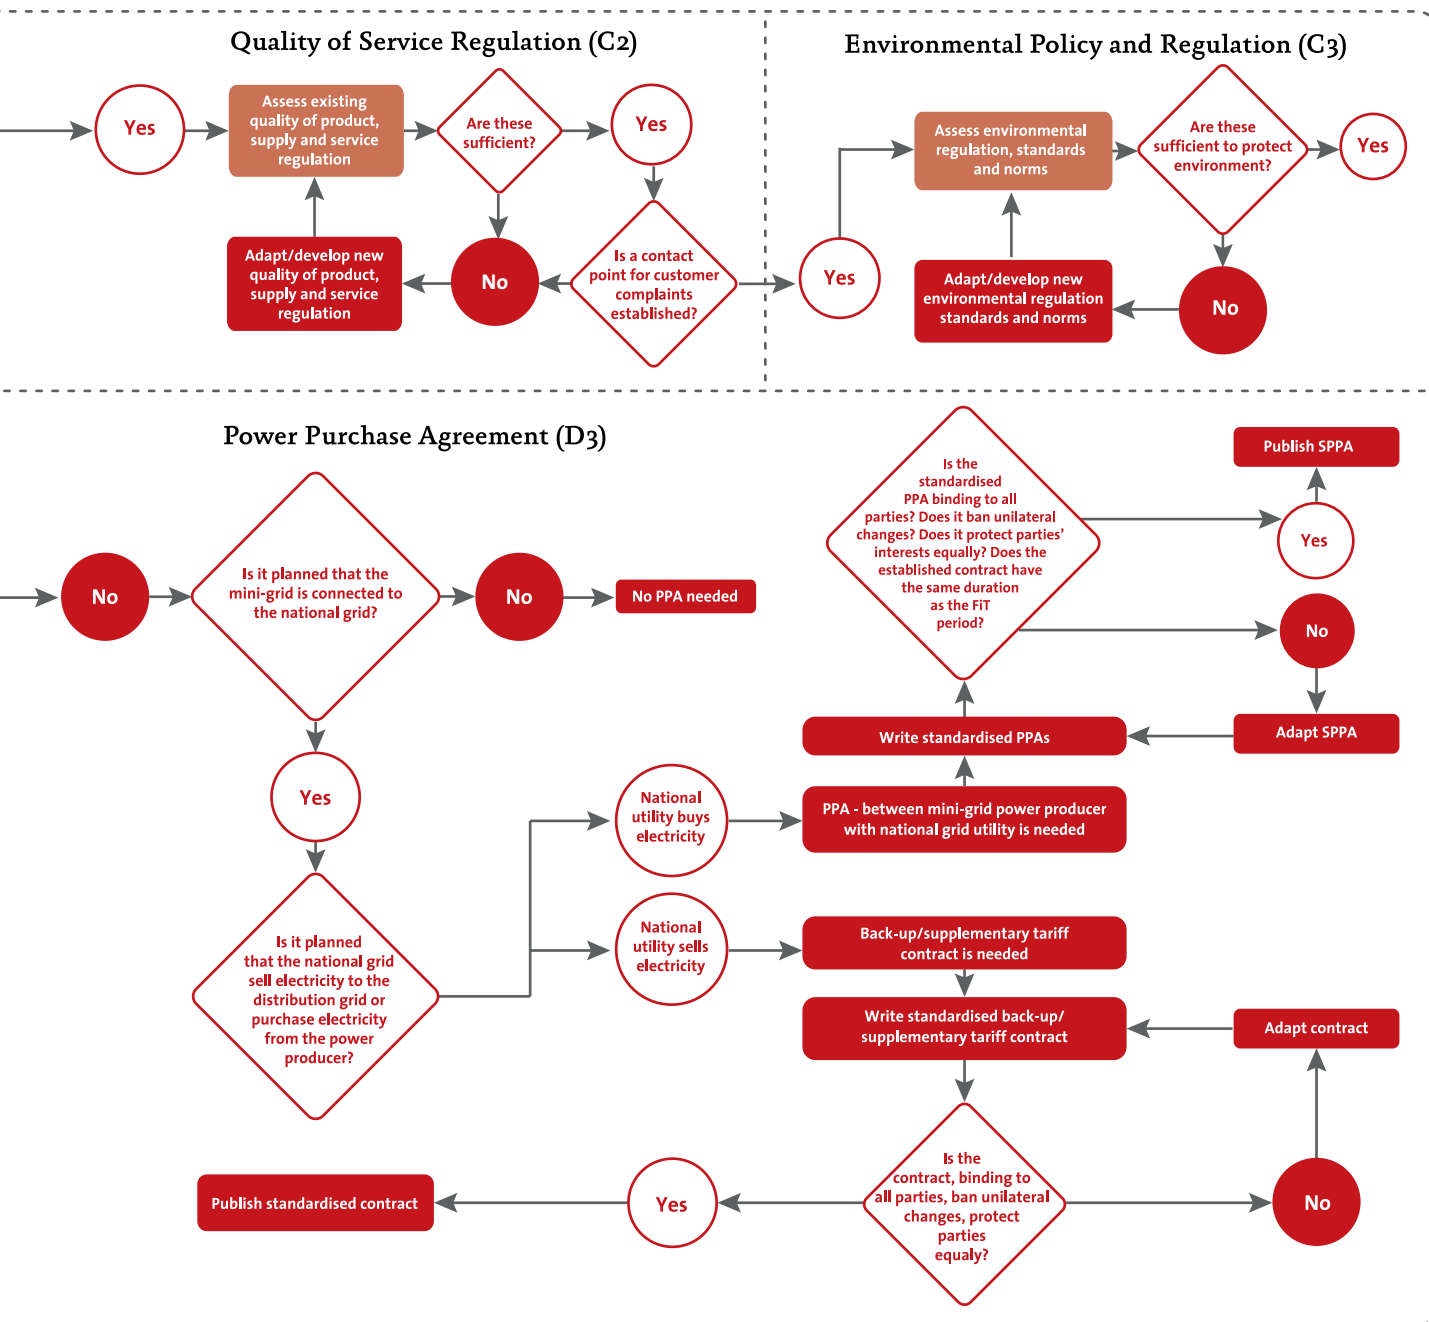 Quality of Service Regulation (C2)
Yes
Assess existing
quality of product,
supply and service
regulation
Are these
sufficient?
Yes
Adapt/develop new
quality of product,
supply and service
regulation
No
Is a contact
point for customer
complaints
established?
Environmental Policy and Regulation (C3)
Yes
Assess environmental
regulation, standards
and norms
Are these
sufficient to protect
environment?
Yes
Adapt/develop new
environmental regulation
standards and norms
No
Power Purchase Agreement (D3)
No
Is it planned that the
mini-grid is connected to
the national grid?
No
No PPA needed
Yes
Is it planned
that the national grid
sell electricity to the
distribution grid or
purchase electricity
from the power
producer?
National
utility buys
electricity
PPA - between mini-grid power producer
with national grid utility is needed
Write standardised PPAs
Is the
standardised
PPA binding to all
parties? Does it ban unilateral
changes? Does it protect parties'
interests equally? Does the
established contract have
the same duration
as the FiT
period?
Publish SPPA
Yes
No
Adapt SPPA
National
utility sells
electricity
Back-up/supplementary tariff
contract is needed
Write standardised back-up/
supplementary tariff contract
Adapt contract
Is the
contract, binding to
all parties, ban unilateral
changes, protect
parties
equaly?
No
Yes
Publish standardised contract